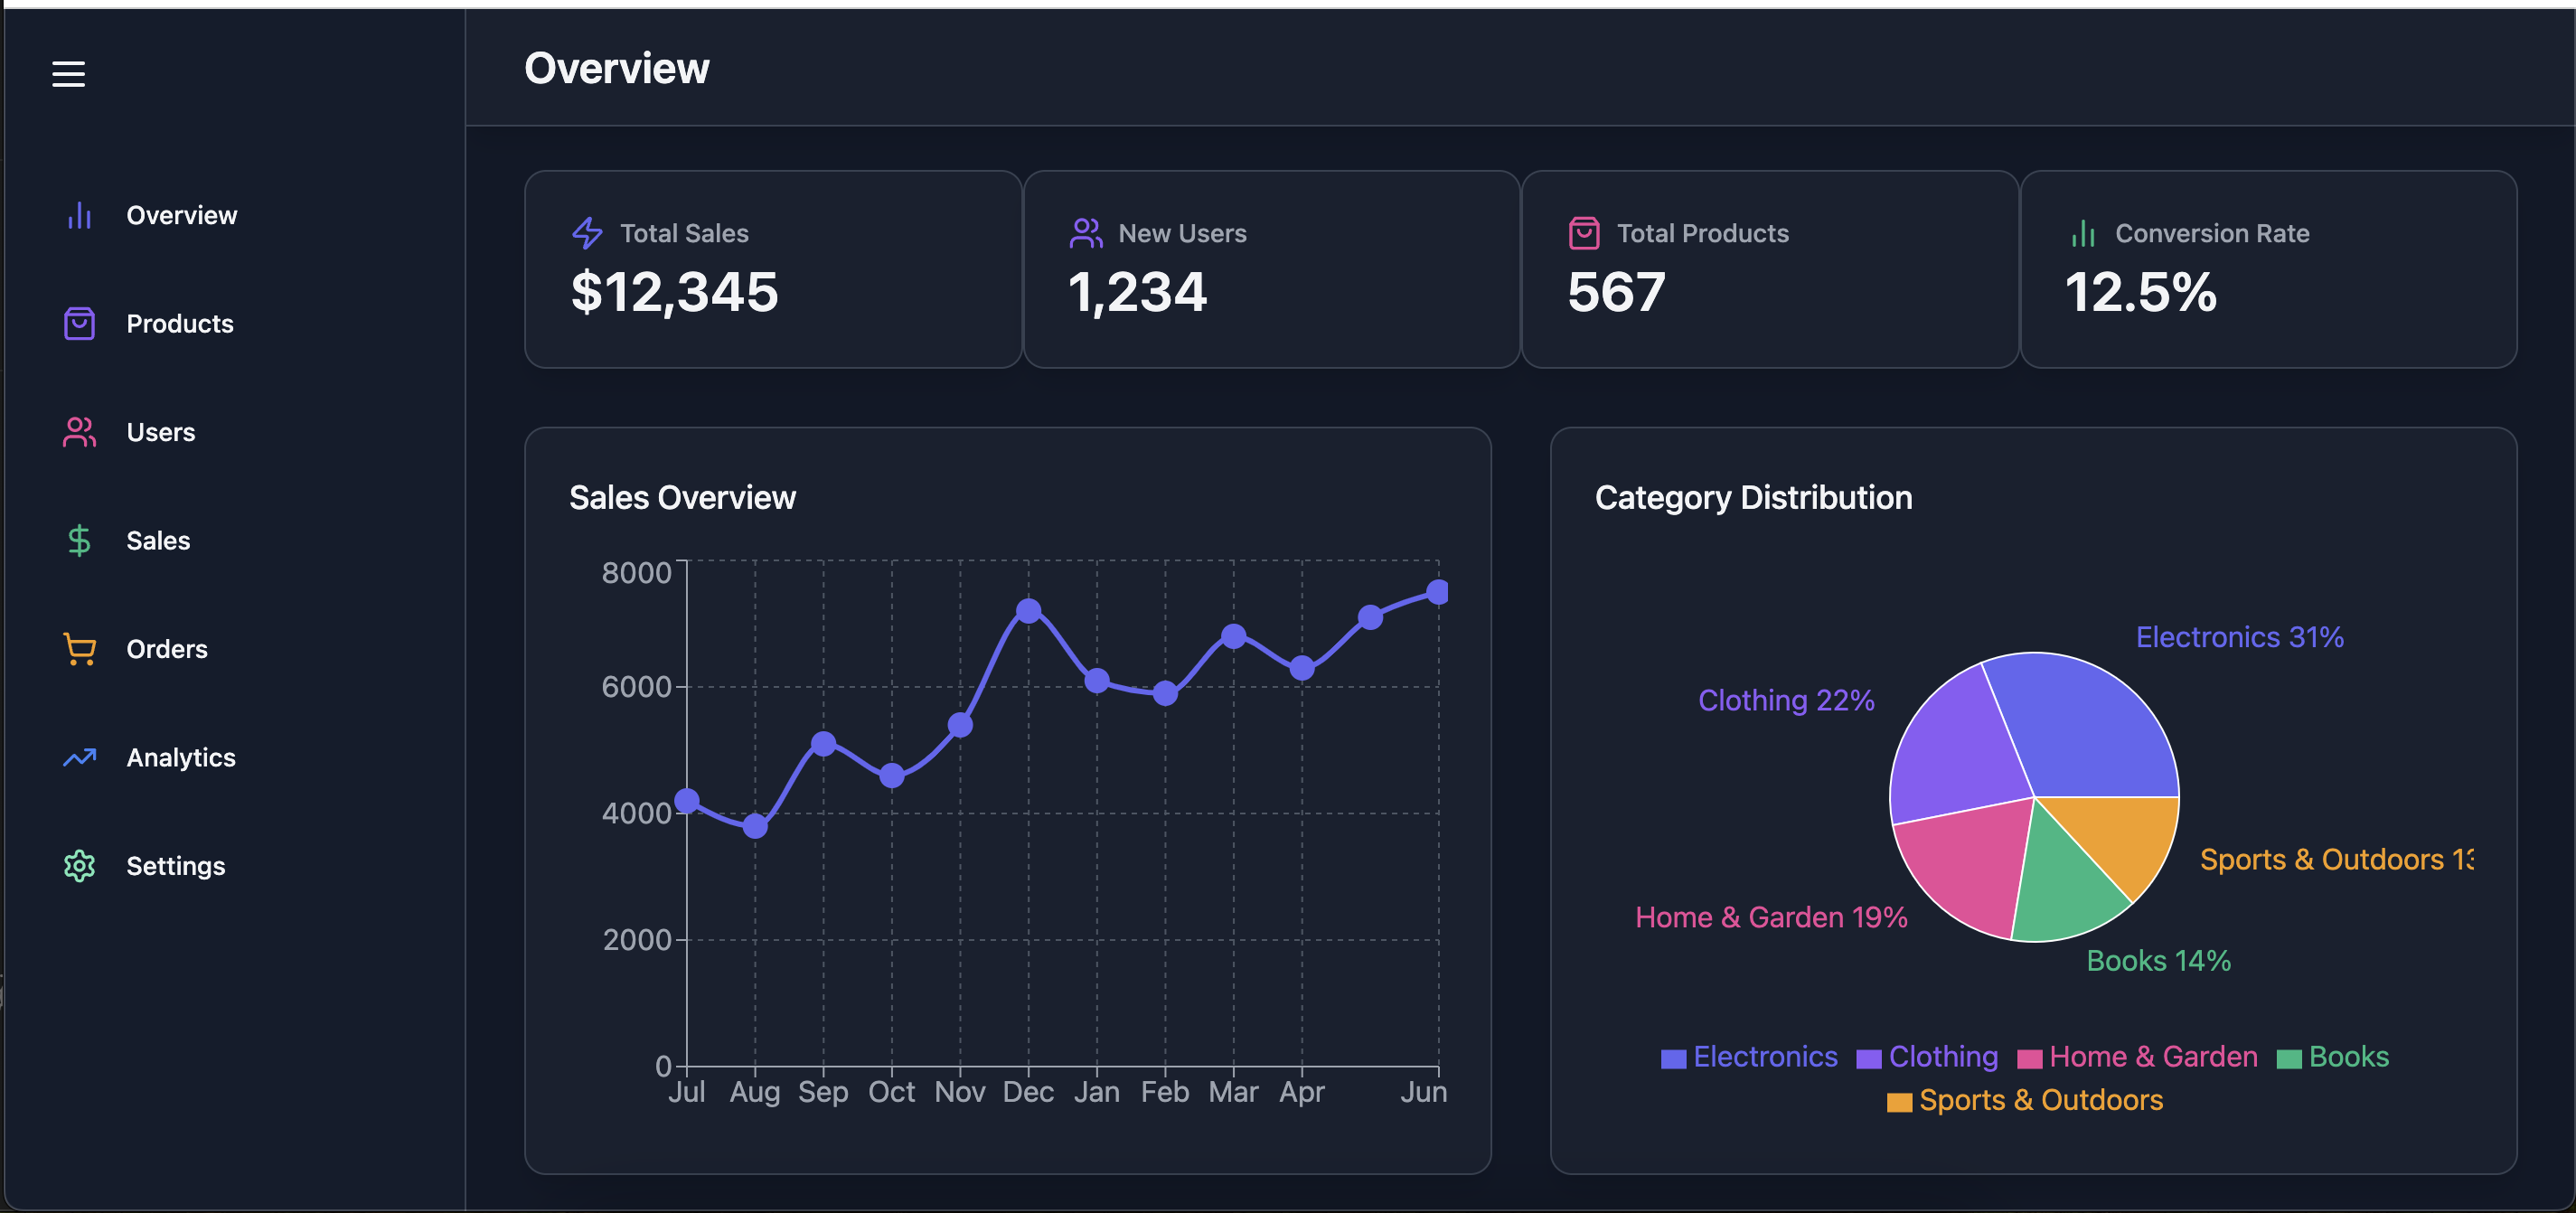 Overview
Overview
Products
Users
Sales
Orders
Analytics
Settings
Total Sales
$12,345
New Users
1,234
Total Products
567
Conversion Rate
12.5%
Sales Overview
8000
6000
4000
2000
0
Jul Aug Sep Oct Nov Dec Jan Feb Mar Apr Jun
Category Distribution
Electronics 31%
Clothing 22%
Sports & Outdoors
Home & Garden 19%
Books 14%
Electronics Clothing Home & Garden Books
Sports & Outdoors